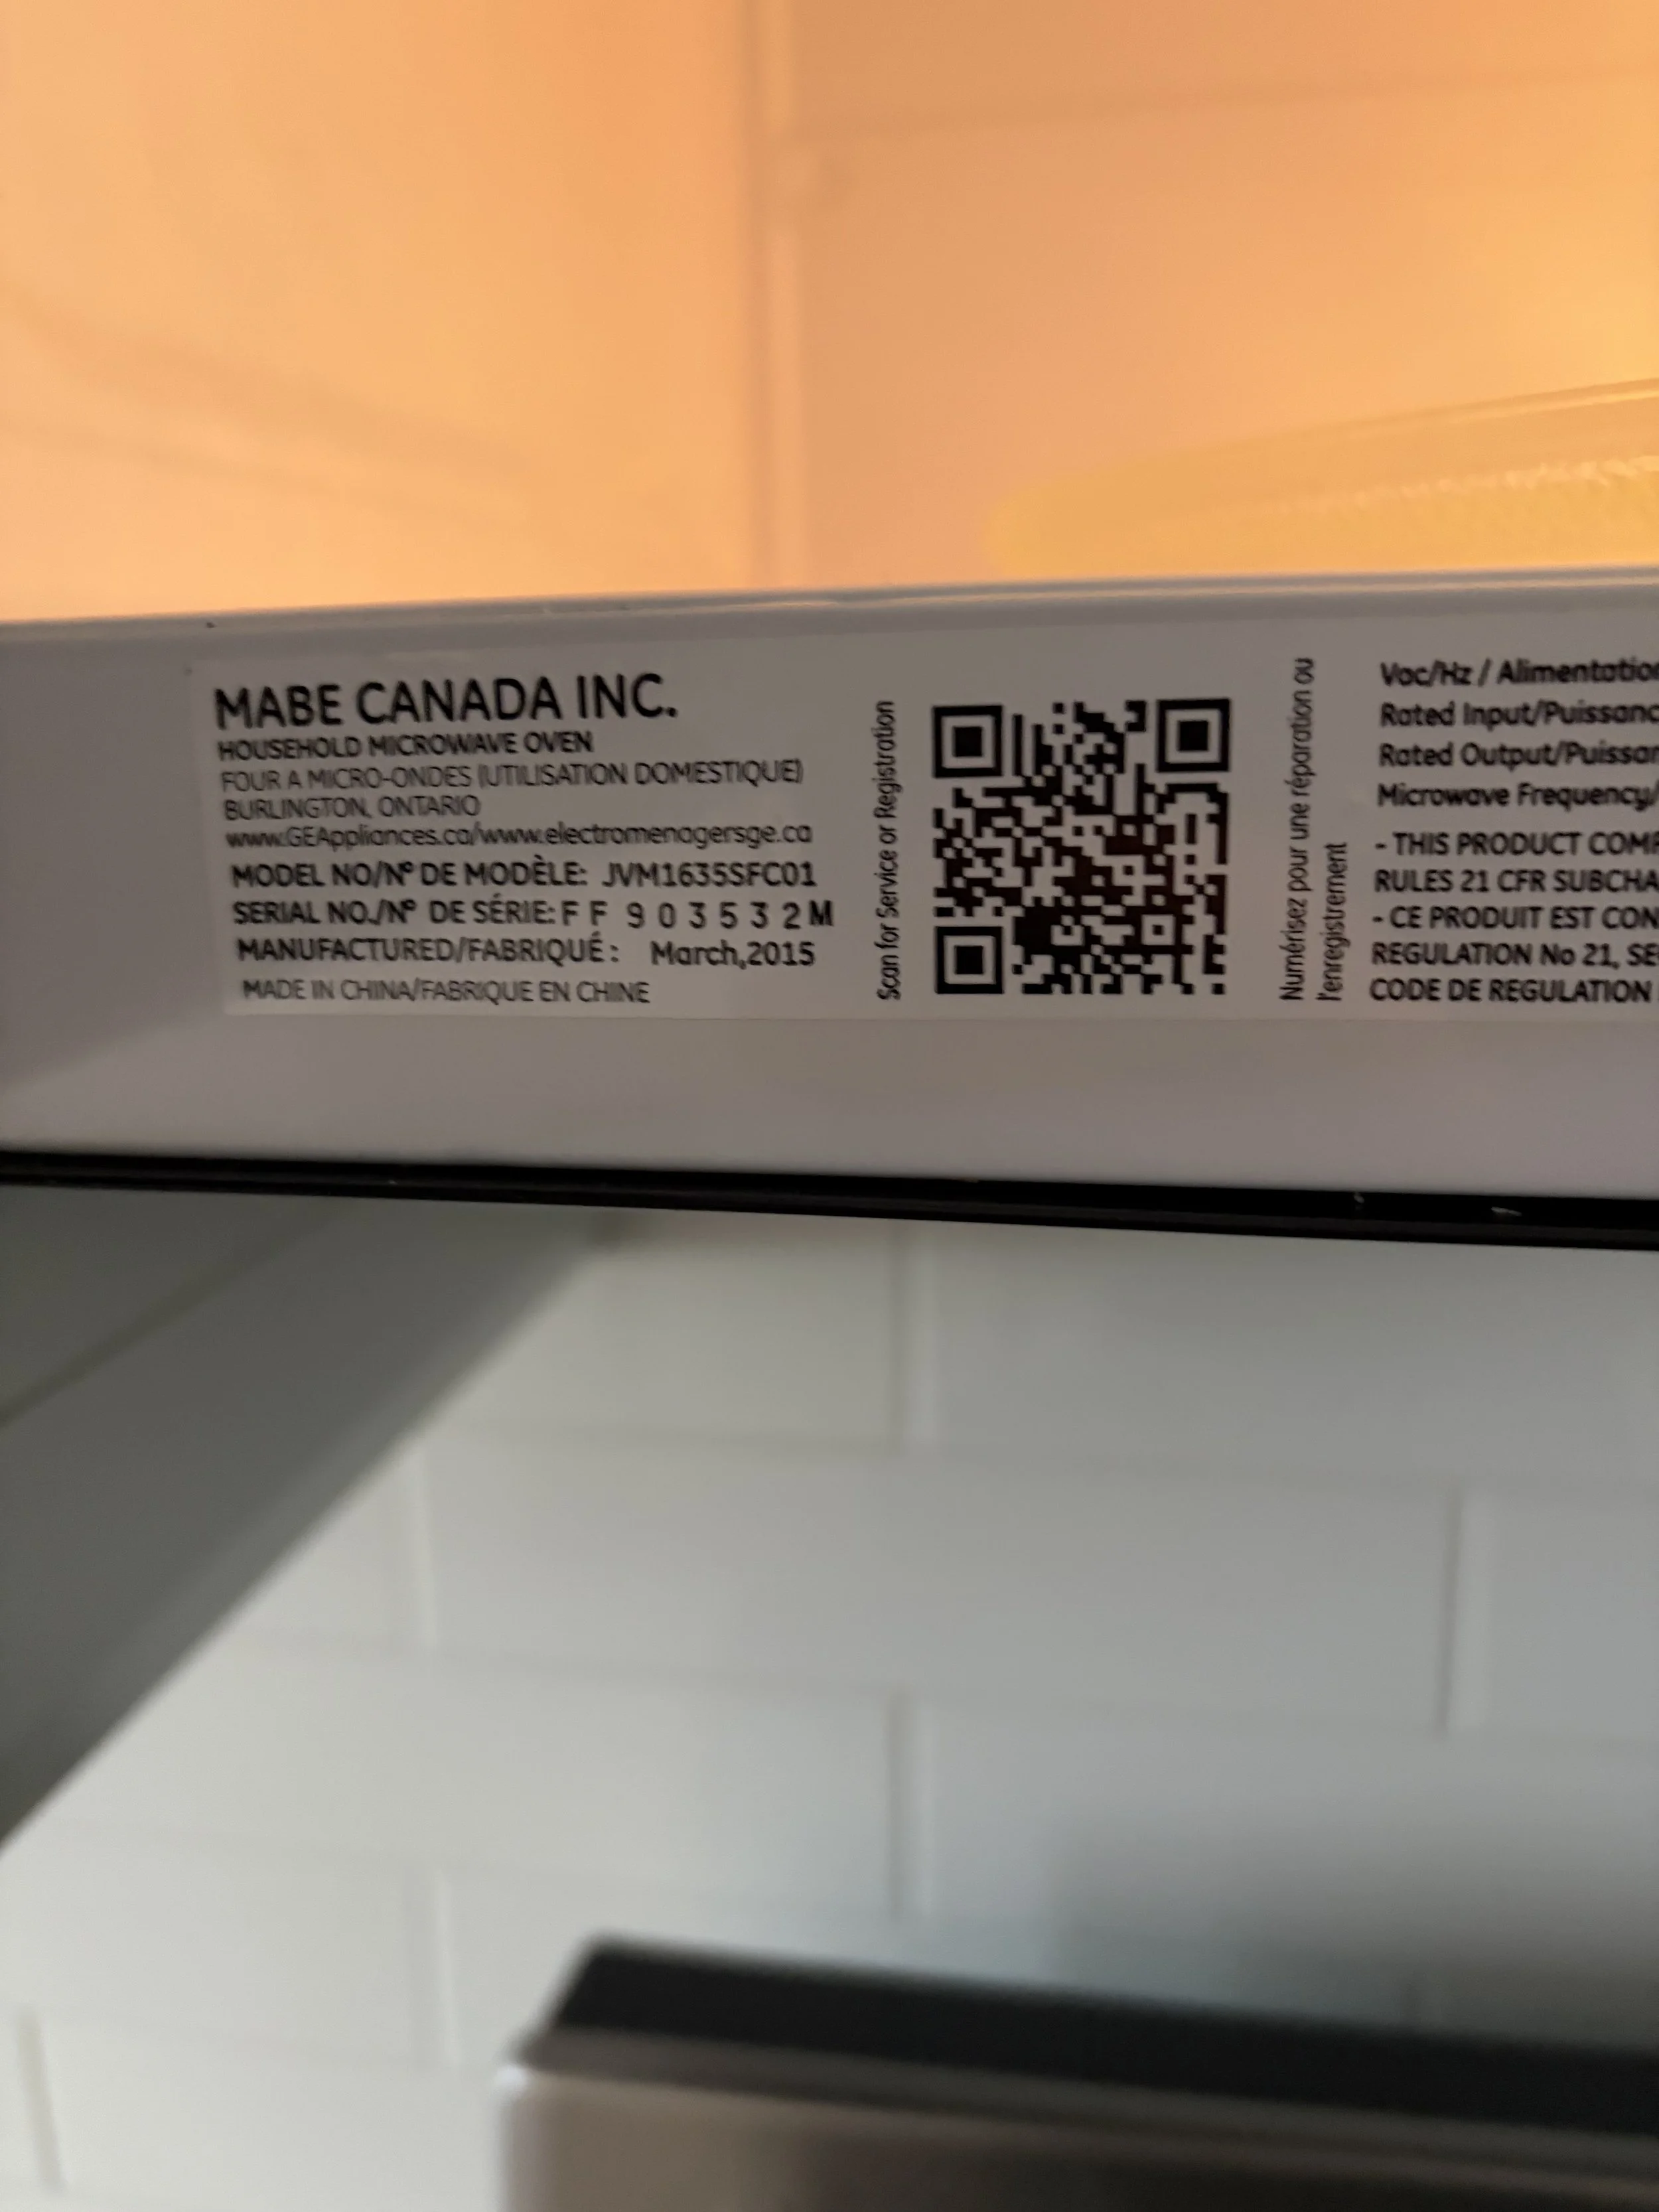 MABE CANADA INC.
HOUSEHOLD MICROWAVE OVEN
FOUR A MICRO-ONDES (UTILISATION DOMESTIQUE)
BURLINGTON, ONTARIO
www.GEAppliances.ca/www.electromenagersge.ca
MODEL NO/Nº DE MODÈLE: JVM1635SFC01
SERIAL NO./Nº DE SÉRIE: F F 9 0 3 5 3 2 M
MANUFACTURED/FABRIQUÉ: March,2015
MADE IN CHINA/FABRIQUE EN CHINE
Scan for Service or Registration
Numérisez pour une réparation ou
l'enregistrement
Vac/Hz / Alimentatio
Rated Input/Puissanc
Rated Output/Puissan
Microwave Frequency/
- THIS PRODUCT COMP
RULES 21 CFR SUBCHA
- CE PRODUIT EST CON
REGULATION No 21, SE
CODE DE REGULATION